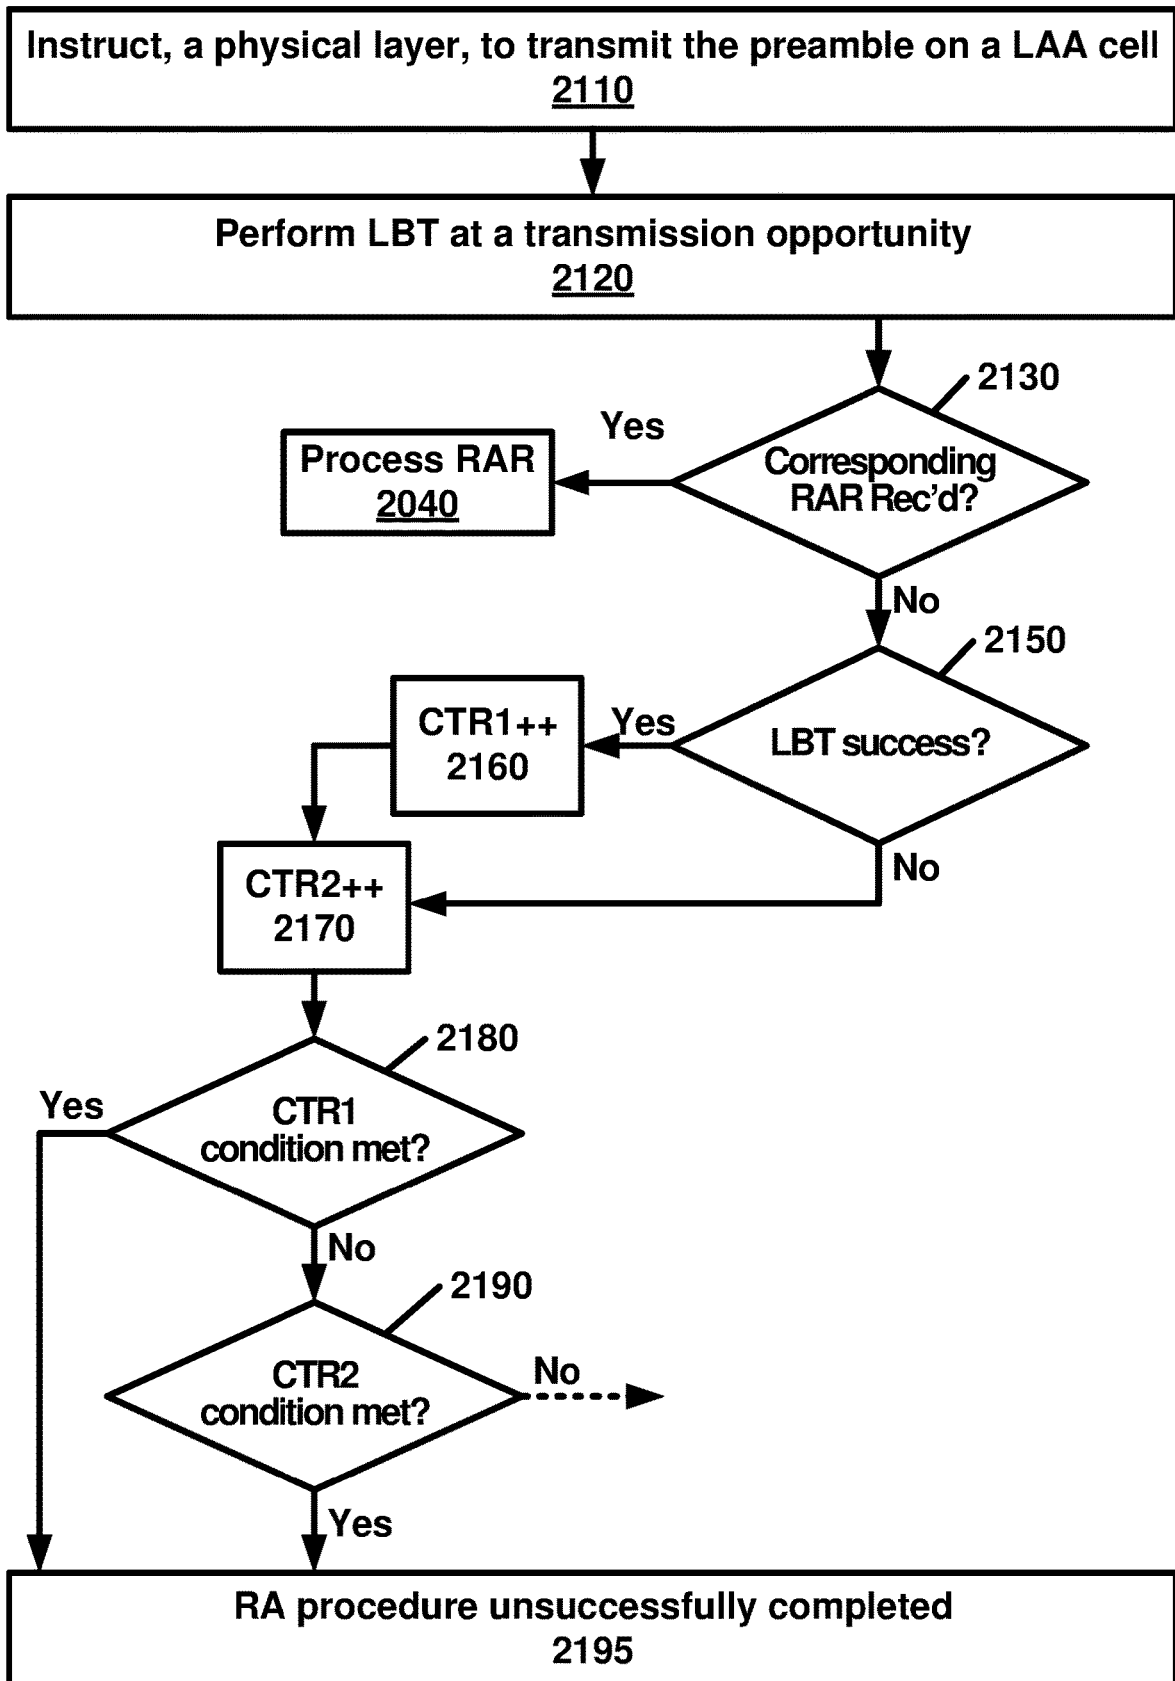 Instruct, a physical layer, to transmit the preamble on a LAA cell
2110
Perform LBT at a transmission opportunity
2120
2130
Yes
Corresponding
RAR Rec'd?
Process RAR
2040
No
2150
LBT success?
Yes
CTR1++
2160
No
CTR2++
2170
2180
Yes
CTR1
condition met?
No
2190
CTR2
condition met?
No
Yes
RA procedure unsuccessfully completed
2195